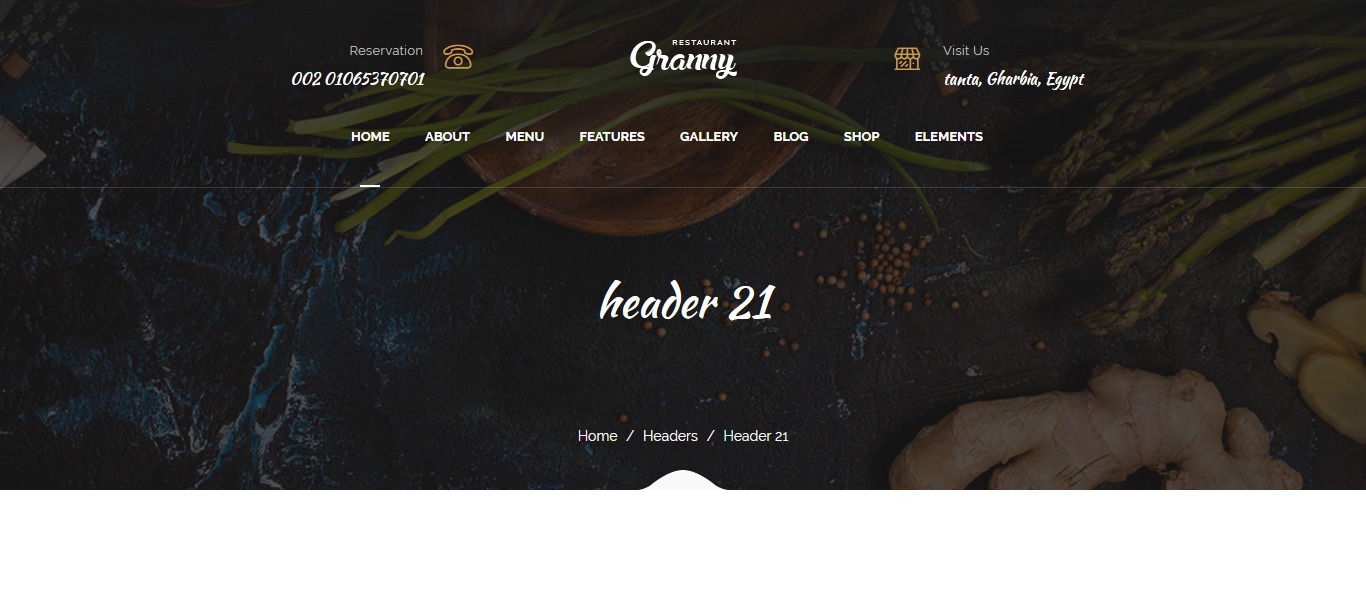 Reservation
002 01065370701
RESTAURANT
Granny
Visit Us
tanta, Gharbia, Egypt
HOME ABOUT MENU FEATURES GALLERY BLOG SHOP ELEMENTS
header 21
Home / Headers / Header 21